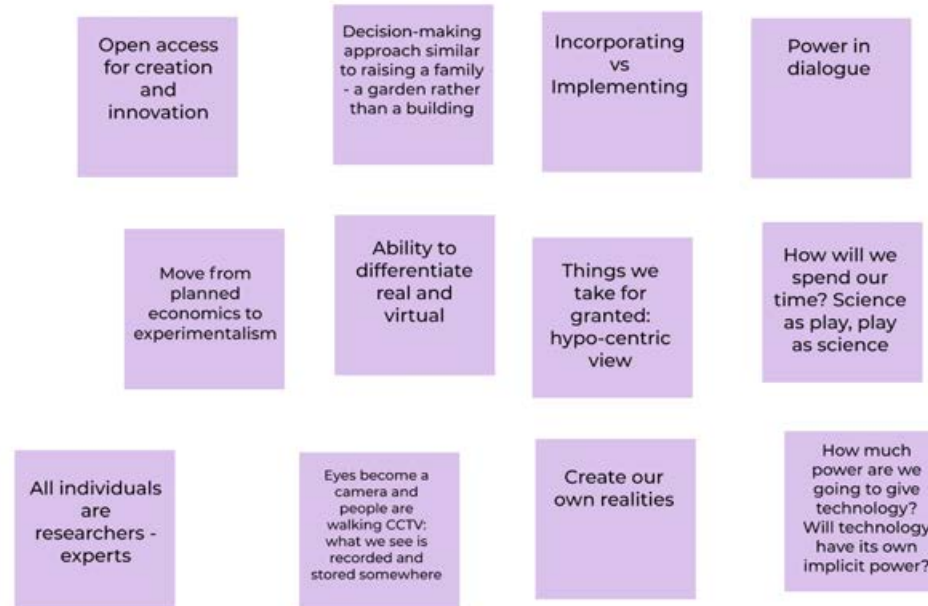 Open access
for creation
and
innovation
Decision-making
approach similar
to raising a family
- a garden rather
than a building
Incorporating
vs
Implementing
Power in
dialogue
Move from
planned
economics to
experimentalism
Ability to
differentiate
real and
virtual
Things we
take for
granted:
hypo-centric
view
How will we
spend our
time? Science
as play, play
as science
All individuals
are
researchers -
experts
Eyes become a
camera and
people are
walking CCTV:
what we see is
recorded and
stored somewhere
Create our
own realities
How much
power are we
going to give
technology?
Will technology
have its own
implicit power?